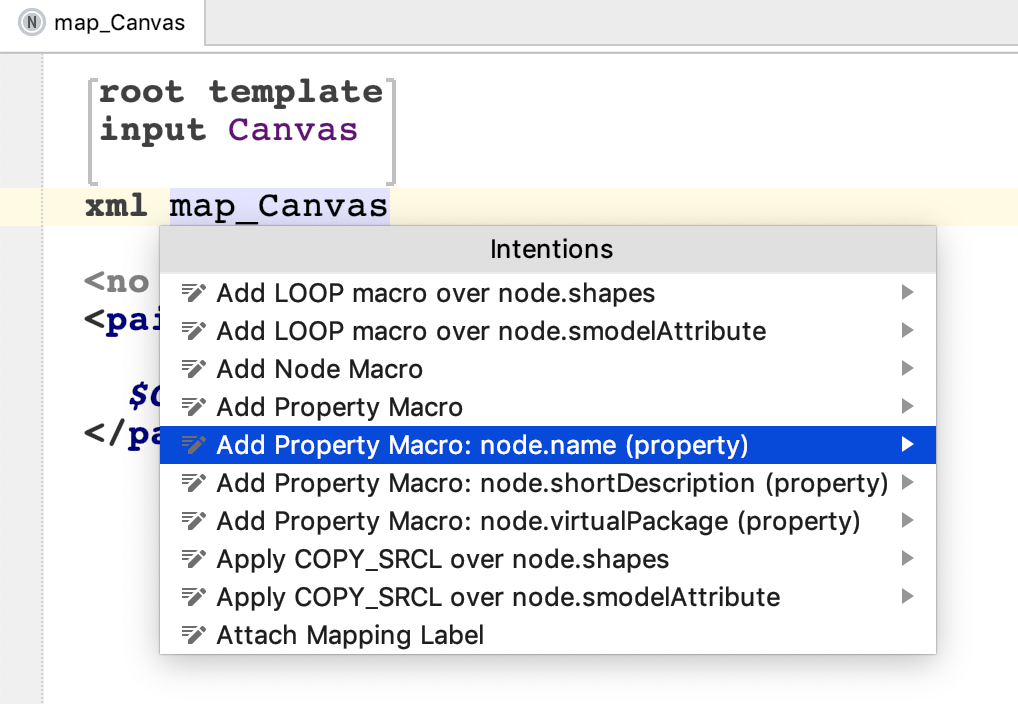 N map_Canvas
root template
input Canvas
xml map_Canvas
Intentions
<no
Add LOOP macro over node.shapes
<pai
Add LOOP macro over node.smodelAttribute
Add Node Macro
$C
Add Property Macro
</pa
Add Property Macro: node.name (property)
Add Property Macro: node.shortDescription (property)
Add Property Macro: node.virtualPackage (property)
Apply COPY_SRCL over node.shapes
Apply COPY_SRCL over node.smodelAttribute
Attach Mapping Label